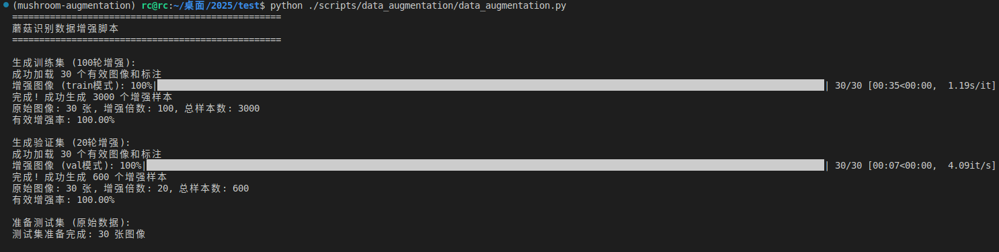 (mushroom-augmentation) rc@rc:~/桌面/2025/test$ python ./scripts/data_augmentation/data_augmentation.py
==================================================
蘑菇识别数据增强脚本
==================================================
生成训练集 (100轮增强):
成功加载 30 个有效图像和标注
增强图像 (train模式): 100%|██████████| 30/30 [00:35<00:00, 1.19s/it]
完成! 成功生成 3000 个增强样本
原始图像: 30 张, 增强倍数: 100, 总样本数: 3000
有效增强率: 100.00%
生成验证集 (20轮增强):
成功加载 30 个有效图像和标注
增强图像 (val模式): 100%|██████████| 30/30 [00:07<00:00, 4.09it/s]
完成! 成功生成 600 个增强样本
原始图像: 30 张, 增强倍数: 20, 总样本数: 600
有效增强率: 100.00%
准备测试集 (原始数据):
测试集准备完成: 30 张图像